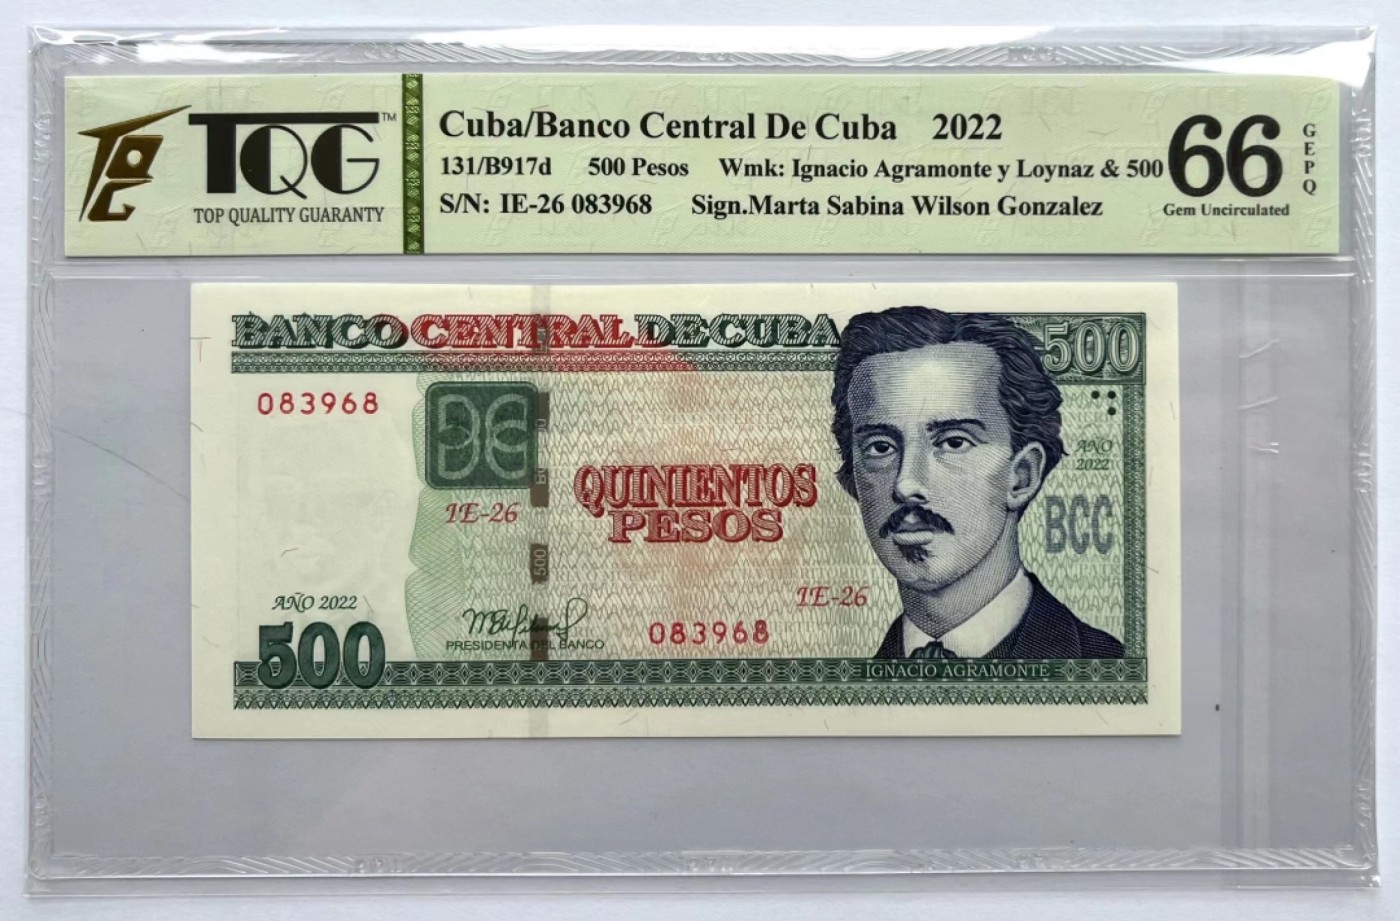 TQG™
TOP QUALITY GUARANTY
Cuba/Banco Central De Cuba 2022
131/B917d 500 Pesos Wmk: Ignacio Agramonte y Loynaz & 500
S/N: IE-26 083968 Sign.Marta Sabina Wilson Gonzalez
66
GEPQ
Gem Uncirculated
BANCO CENTRAL DE CUBA
500
083968
AÑO
2022
QUINIENTOS
PESOS
IE-26
BCC
500
IE-26
AÑO 2022
500
PRESIDENTA DEL BANCO
083968
IGNACIO AGRAMONTE